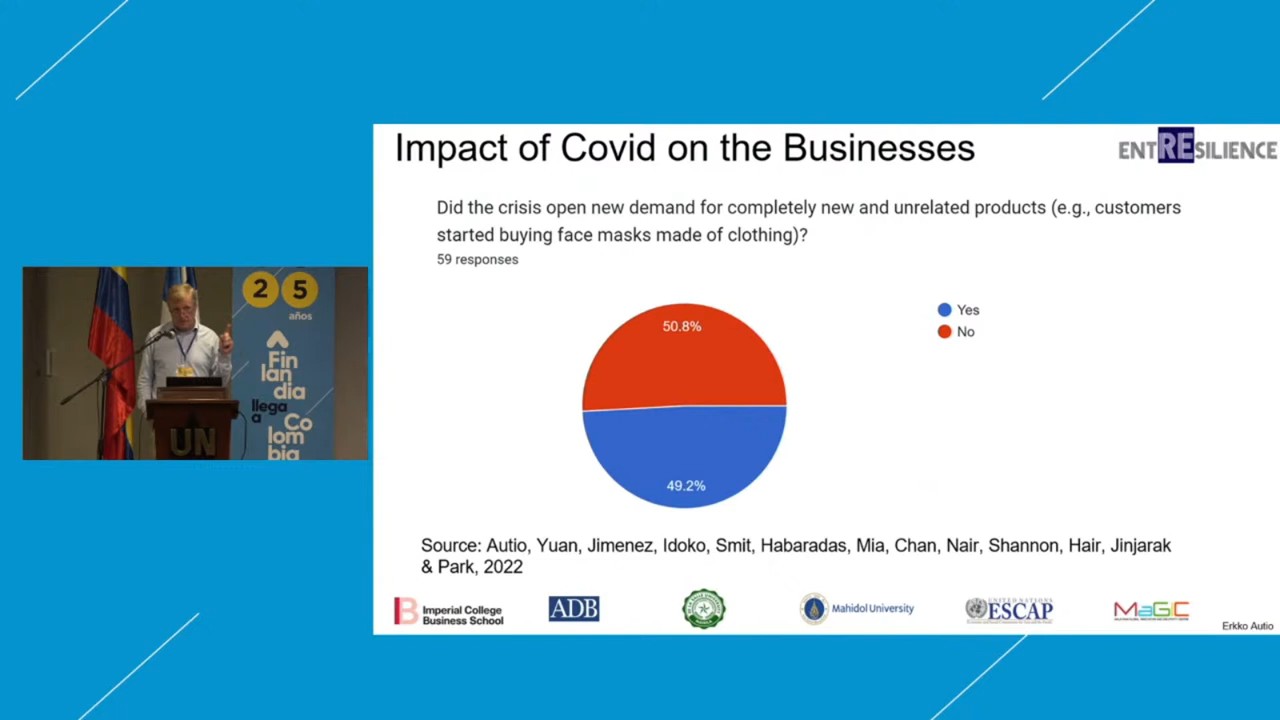 Impact of Covid on the Businesses
ENTRESILIENCE
Did the crisis open new demand for completely new and unrelated products (e.g., customers
started buying face masks made of clothing)?
59 responses
50.8%
49.2%
Yes
No
Source: Autio, Yuan, Jimenez, Idoko, Smit, Habaradas, Mia, Chan, Nair, Shannon, Hair, Jinjarak
& Park, 2022
Imperial College
Business School
ADB
Mahidol University
UNITED NATIONS
ESCAP
MaGIC
Erkko Autio
2 5
años
Fin
lan
dia
llega
a
Co
lom
bia
UN